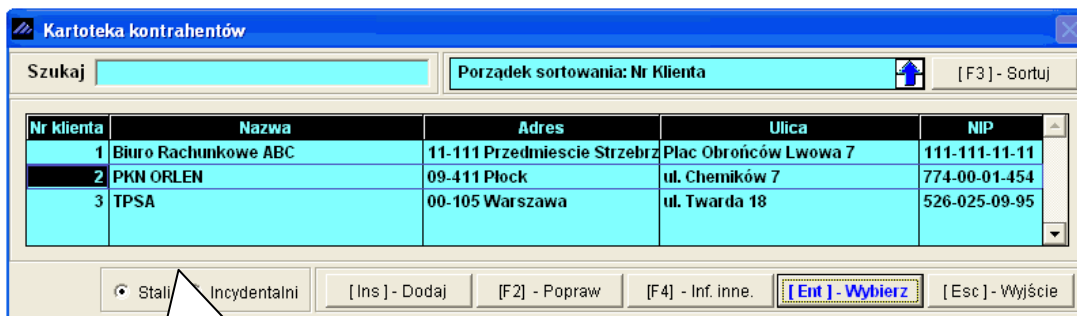 Kartoteka kontrahentów
Szukaj
Porządek sortowania: Nr Klienta
[ F3 ] - Sortuj
Nr klienta Nazwa Adres Ulica NIP
1 Biuro Rachunkowe ABC 11-111 Przedmiescie Strzebrz Plac Obrońców Lwowa 7 111-111-11-11
2 PKN ORLEN 09-411 Płock ul. Chemików 7 774-00-01-454
3 TPSA 00-105 Warszawa ul. Twarda 18 526-025-09-95
Stali Incydentalni [ Ins ] - Dodaj [F2] - Popraw [F4] - Inf. inne. [ Ent ] - Wybierz [ Esc ] - Wyjście